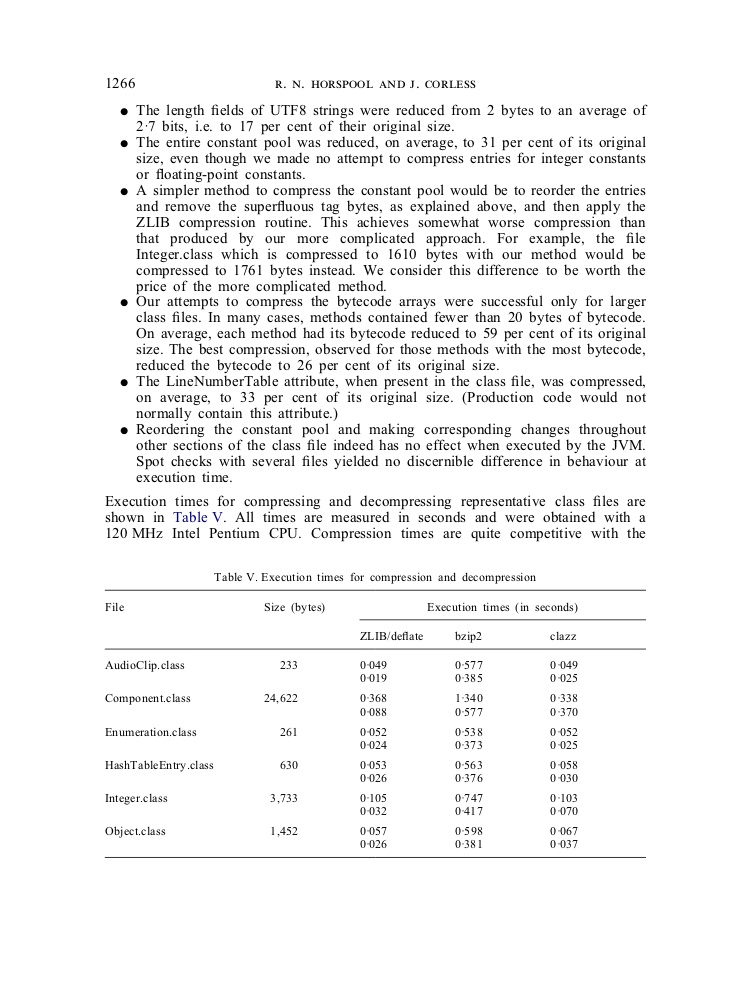 1266
R. N. HORSPOOL AND J. CORLESS
● The length fields of UTF8 strings were reduced from 2 bytes to an average of
2·7 bits, i.e. to 17 per cent of their original size.
● The entire constant pool was reduced, on average, to 31 per cent of its original
size, even though we made no attempt to compress entries for integer constants
or floating-point constants.
● A simpler method to compress the constant pool would be to reorder the entries
and remove the superfluous tag bytes, as explained above, and then apply the
ZLIB compression routine. This achieves somewhat worse compression than
that produced by our more complicated approach. For example, the file
Integer.class which is compressed to 1610 bytes with our method would be
compressed to 1761 bytes instead. We consider this difference to be worth the
price of the more complicated method.
● Our attempts to compress the bytecode arrays were successful only for larger
class files. In many cases, methods contained fewer than 20 bytes of bytecode.
On average, each method had its bytecode reduced to 59 per cent of its original
size. The best compression, observed for those methods with the most bytecode,
reduced the bytecode to 26 per cent of its original size.
● The LineNumberTable attribute, when present in the class file, was compressed,
on average, to 33 per cent of its original size. (Production code would not
normally contain this attribute.)
● Reordering the constant pool and making corresponding changes throughout
other sections of the class file indeed has no effect when executed by the JVM.
Spot checks with several files yielded no discernible difference in behaviour at
execution time.
Execution times for compressing and decompressing representative class files are
shown in Table V. All times are measured in seconds and were obtained with a
120 MHz Intel Pentium CPU. Compression times are quite competitive with the
Table V. Execution times for compression and decompression
File Size (bytes) Execution times (in seconds)
ZLIB/deflate bzip2 clazz
AudioClip.class 233 0·049 0·577 0·049
0·019 0·385 0·025
Component.class 24,622 0·368 1·340 0·338
0·088 0·577 0·370
Enumeration.class 261 0·052 0·538 0·052
0·024 0·373 0·025
HashTableEntry.class 630 0·053 0·563 0·058
0·026 0·376 0·030
Integer.class 3,733 0·105 0·747 0·103
0·032 0·417 0·070
Object.class 1,452 0·057 0·598 0·067
0·026 0·381 0·037